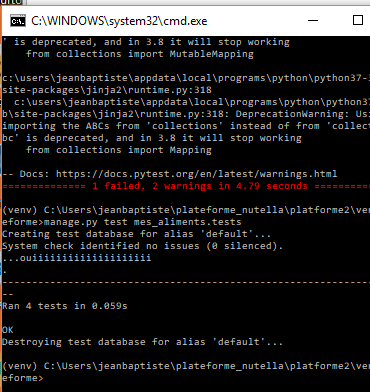 C:\WINDOWS\system32\cmd.exe
' is deprecated, and in 3.8 it will stop working
from collections import MutableMapping
c:\users\jeanbaptiste\appdata\local\programs\python\python37-
site-packages\jinja2\runtime.py:318
c:\users\jeanbaptiste\appdata\local\programs\python\python37
b\site-packages\jinja2\runtime.py:318: DeprecationWarning: Usi
importing the ABCs from 'collections' instead of from 'collect
bc' is deprecated, and in 3.8 it will stop working
from collections import Mapping
-- Docs: https://docs.pytest.org/en/latest/warnings.html
============== 1 failed, 2 warnings in 4.79 seconds ==========
(venv) C:\Users\jeanbaptiste\plateforme_nutella\platforme2\ven
eforme>manage.py test mes_aliments.tests
Creating test database for alias 'default'...
System check identified no issues (0 silenced).
...ouiiiiiiiiiiiiiiiiiiii
.
----------------------------------------------------------------------
Ran 4 tests in 0.059s
OK
Destroying test database for alias 'default'...
(venv) C:\Users\jeanbaptiste\plateforme_nutella\platforme2\ven
eforme>